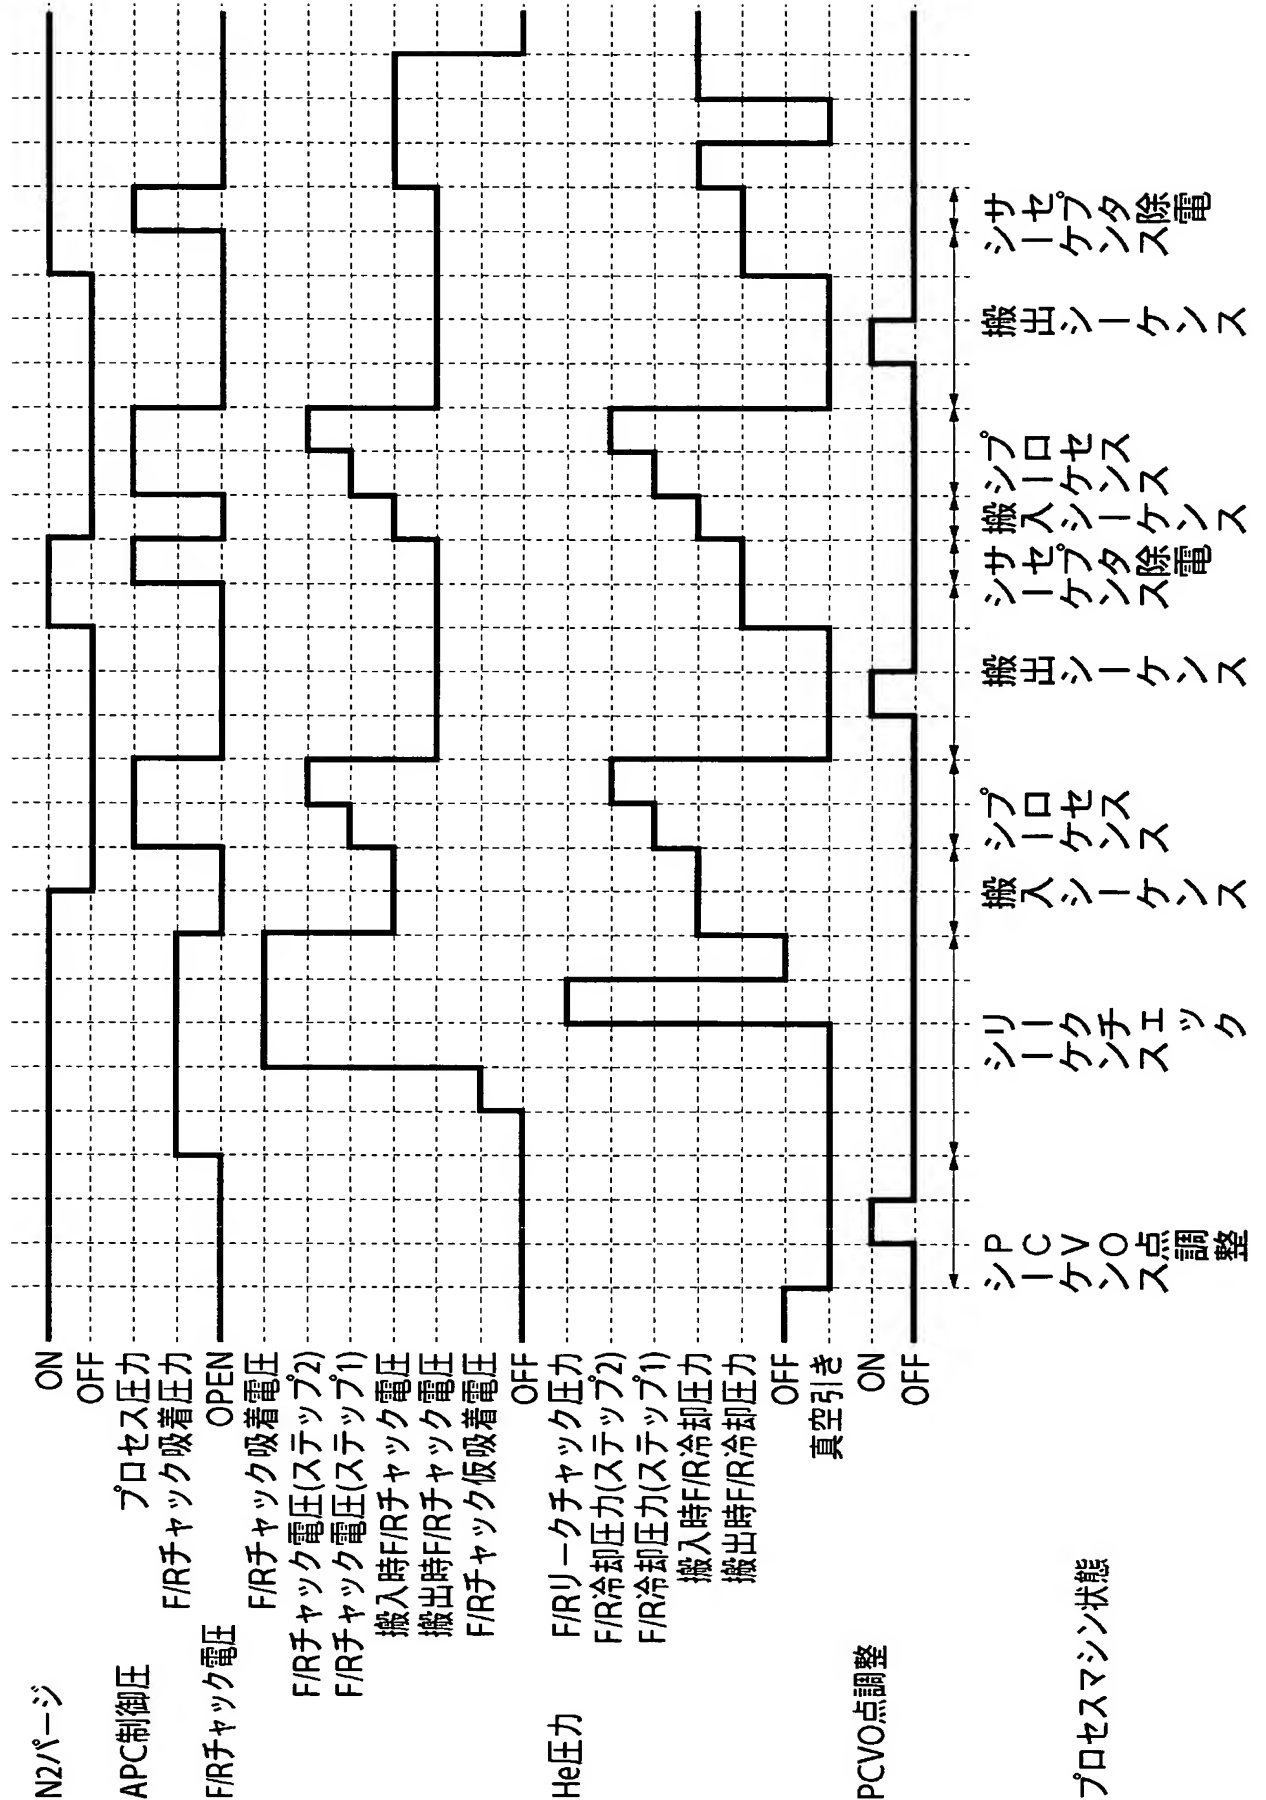 N2パージ
ON
OFF
APC制御圧
プロセス圧力
F/Rチャック吸着圧力
OPEN
F/Rチャック電圧
F/Rチャック吸着電圧
F/Rチャック電圧(ステップ2)
F/Rチャック電圧(ステップ1)
搬入時F/Rチャック電圧
搬出時F/Rチャック電圧
F/Rチャック仮吸着電圧
OFF
He圧力
F/Rリークチャック圧力
F/R冷却圧力(ステップ2)
F/R冷却圧力(ステップ1)
搬入時F/R冷却圧力
搬出時F/R冷却圧力
OFF
真空引き
PCVO点調整
ON
OFF
プロセスマシン状態
PCVO点調整
シーケンス
リークチェック
シーケンス
搬入シーケンス
プロセス
シーケンス
搬出シーケンス
サセプタ除電
シーケンス
搬入シーケンス
プロセス
シーケンス
搬出シーケンス
サセプタ除電
シーケンス